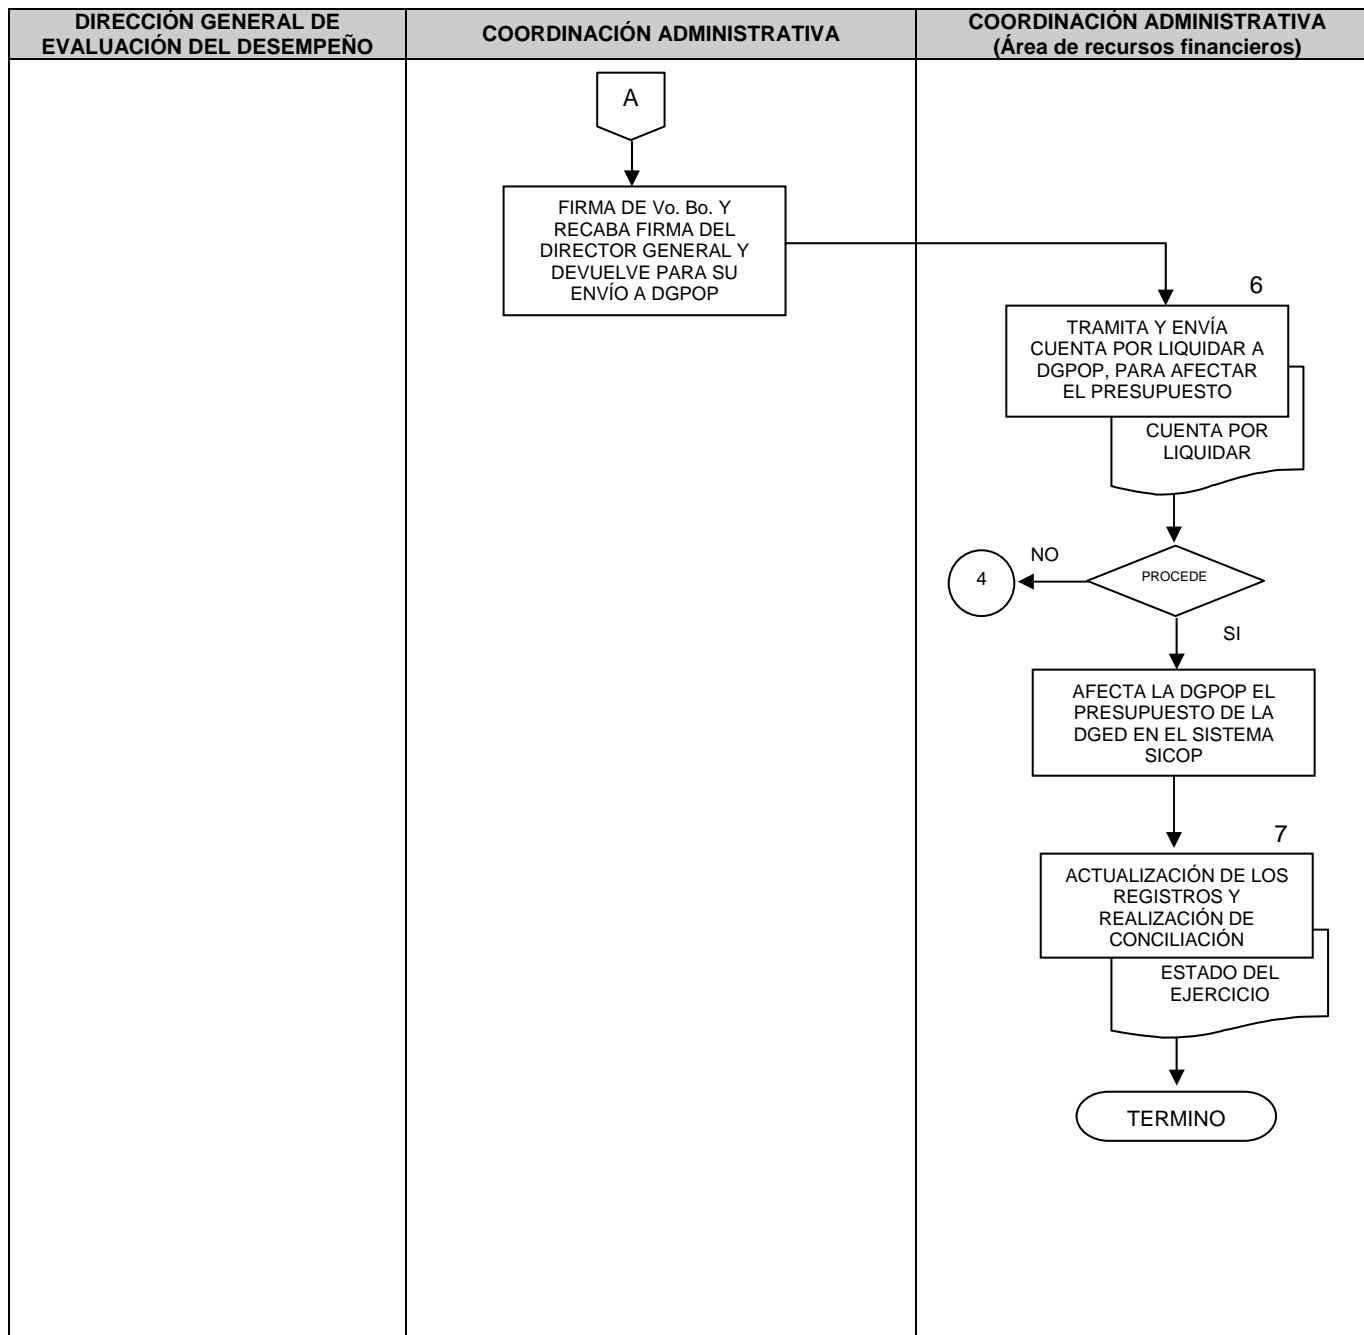 DIRECCIÓN GENERAL DE
EVALUACIÓN DEL DESEMPEÑO
COORDINACIÓN ADMINISTRATIVA
COORDINACIÓN ADMINISTRATIVA
(Área de recursos financieros)
A
FIRMA DE Vo. Bo. Y
RECABA FIRMA DEL
DIRECTOR GENERAL Y
DEVUELVE PARA SU
ENVÍO A DGPOP
6
TRAMITA Y ENVÍA
CUENTA POR LIQUIDAR A
DGPOP, PARA AFECTAR
EL PRESUPUESTO
CUENTA POR
LIQUIDAR
NO
4
PROCEDE
SI
AFECTA LA DGPOP EL
PRESUPUESTO DE LA
DGED EN EL SISTEMA
SICOP
7
ACTUALIZACIÓN DE LOS
REGISTROS Y
REALIZACIÓN DE
CONCILIACIÓN
ESTADO DEL
EJERCICIO
TERMINO